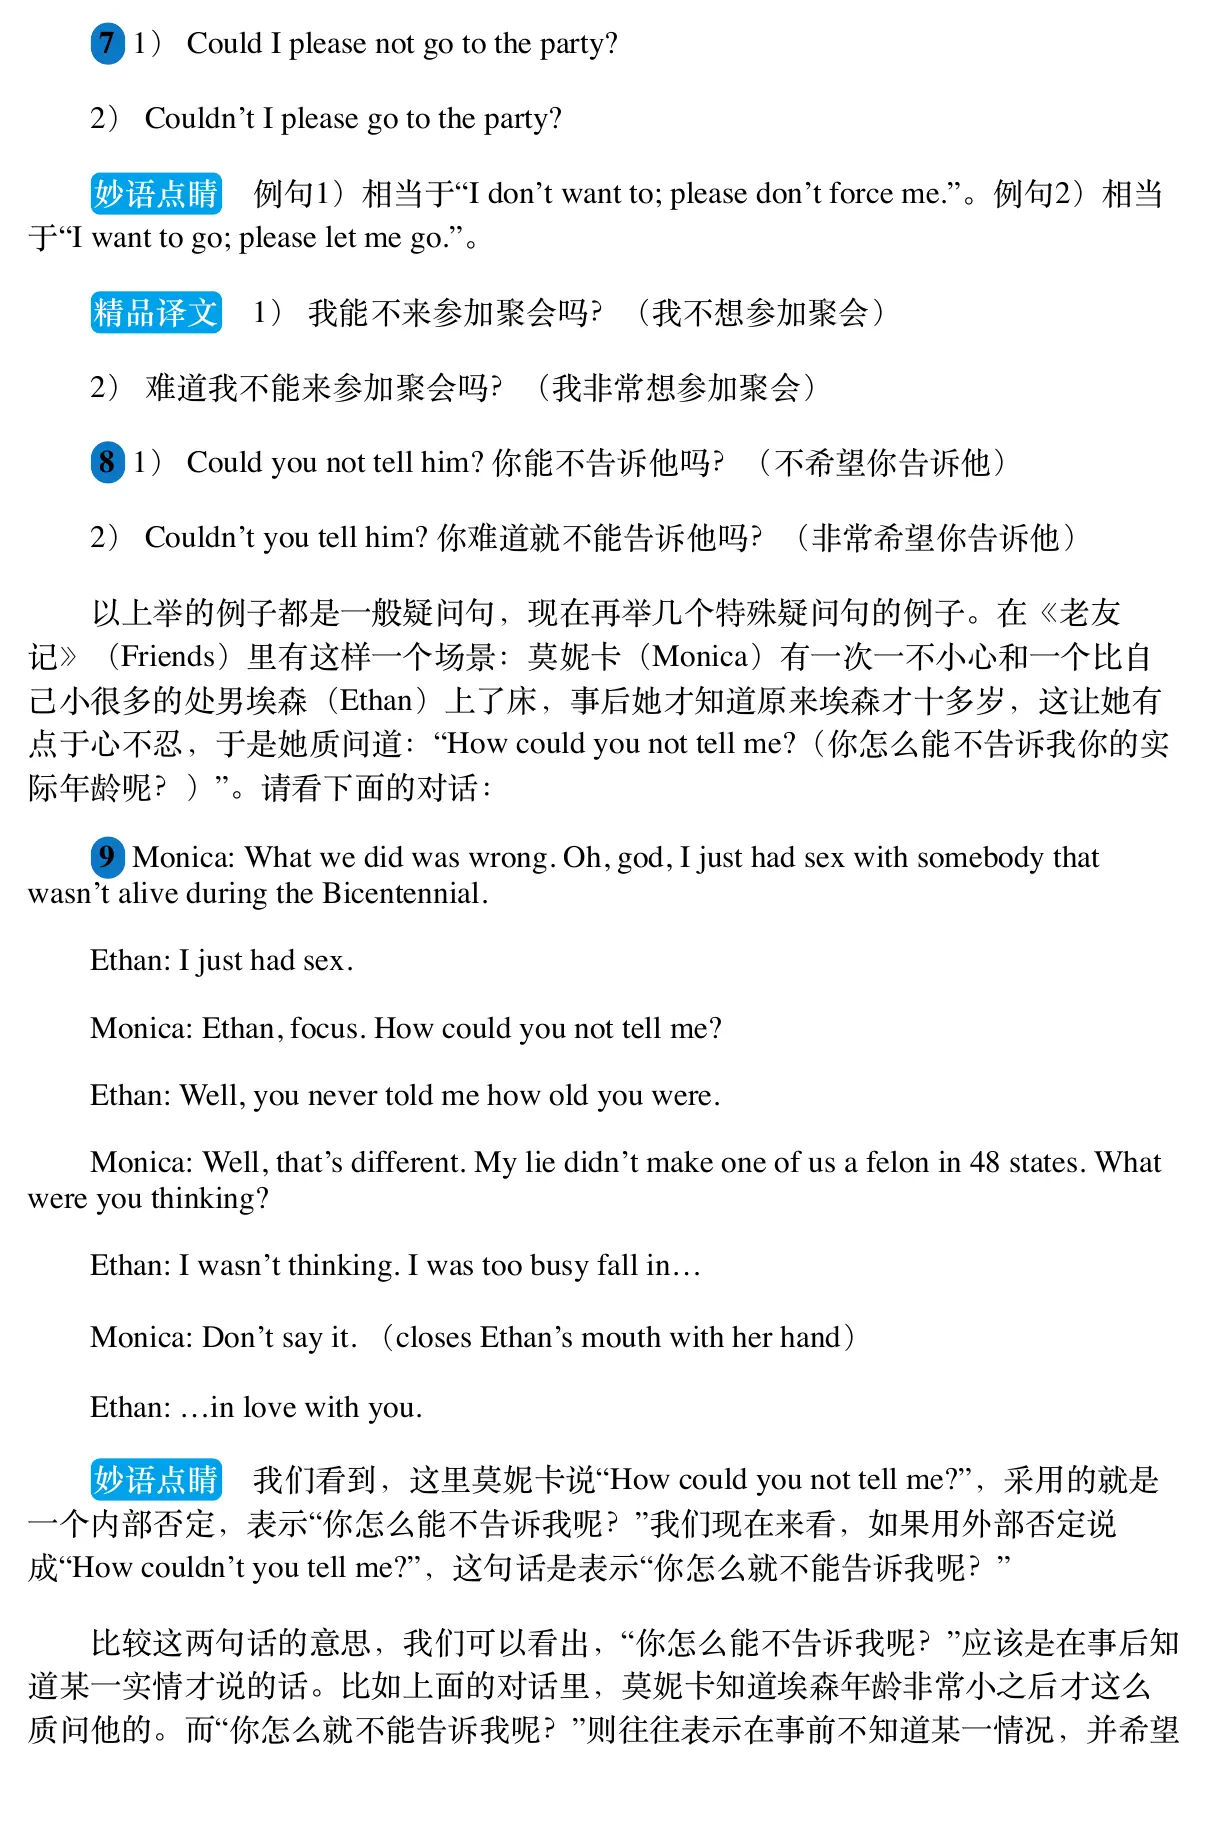 7 1） Could I please not go to the party?
2） Couldn’t I please go to the party?
妙语点睛 例句1）相当于“I don’t want to; please don’t force me.”。例句2）相当
于“I want to go; please let me go.”。
精品译文 1） 我能不来参加聚会吗？（我不想参加聚会）
2） 难道我不能来参加聚会吗？（我非常想参加聚会）
8 1） Could you not tell him? 你能不告诉他吗？（不希望你告诉他）
2） Couldn’t you tell him? 你难道就不能告诉他吗？（非常希望你告诉他）
以上举的例子都是一般疑问句，现在再举几个特殊疑问句的例子。在《老友
记》（Friends）里有这样一个场景：莫妮卡（Monica）有一次一不小心和一个比自
己小很多的处男埃森（Ethan）上了床，事后她才知道原来埃森才十多岁，这让她有
点于心不忍，于是她质问道：“How could you not tell me?（你怎么能不告诉我你的实
际年龄呢？）”。请看下面的对话：
9 Monica: What we did was wrong. Oh, god, I just had sex with somebody that
wasn’t alive during the Bicentennial.
Ethan: I just had sex.
Monica: Ethan, focus. How could you not tell me?
Ethan: Well, you never told me how old you were.
Monica: Well, that’s different. My lie didn’t make one of us a felon in 48 states. What
were you thinking?
Ethan: I wasn’t thinking. I was too busy fall in…
Monica: Don’t say it. （closes Ethan’s mouth with her hand）
Ethan: …in love with you.
妙语点睛 我们看到，这里莫妮卡说“How could you not tell me?”，采用的就是
一个内部否定，表示“你怎么能不告诉我呢？”我们现在来看，如果用外部否定说
成“How couldn’t you tell me?”，这句话是表示“你怎么就不能告诉我呢？”
比较这两句话的意思，我们可以看出，“你怎么能不告诉我呢？”应该是在事后知
道某一实情才说的话。比如上面的对话里，莫妮卡知道埃森年龄非常小之后才这么
质问他的。而“你怎么就不能告诉我呢？”则往往表示在事前不知道某一情况，并希望